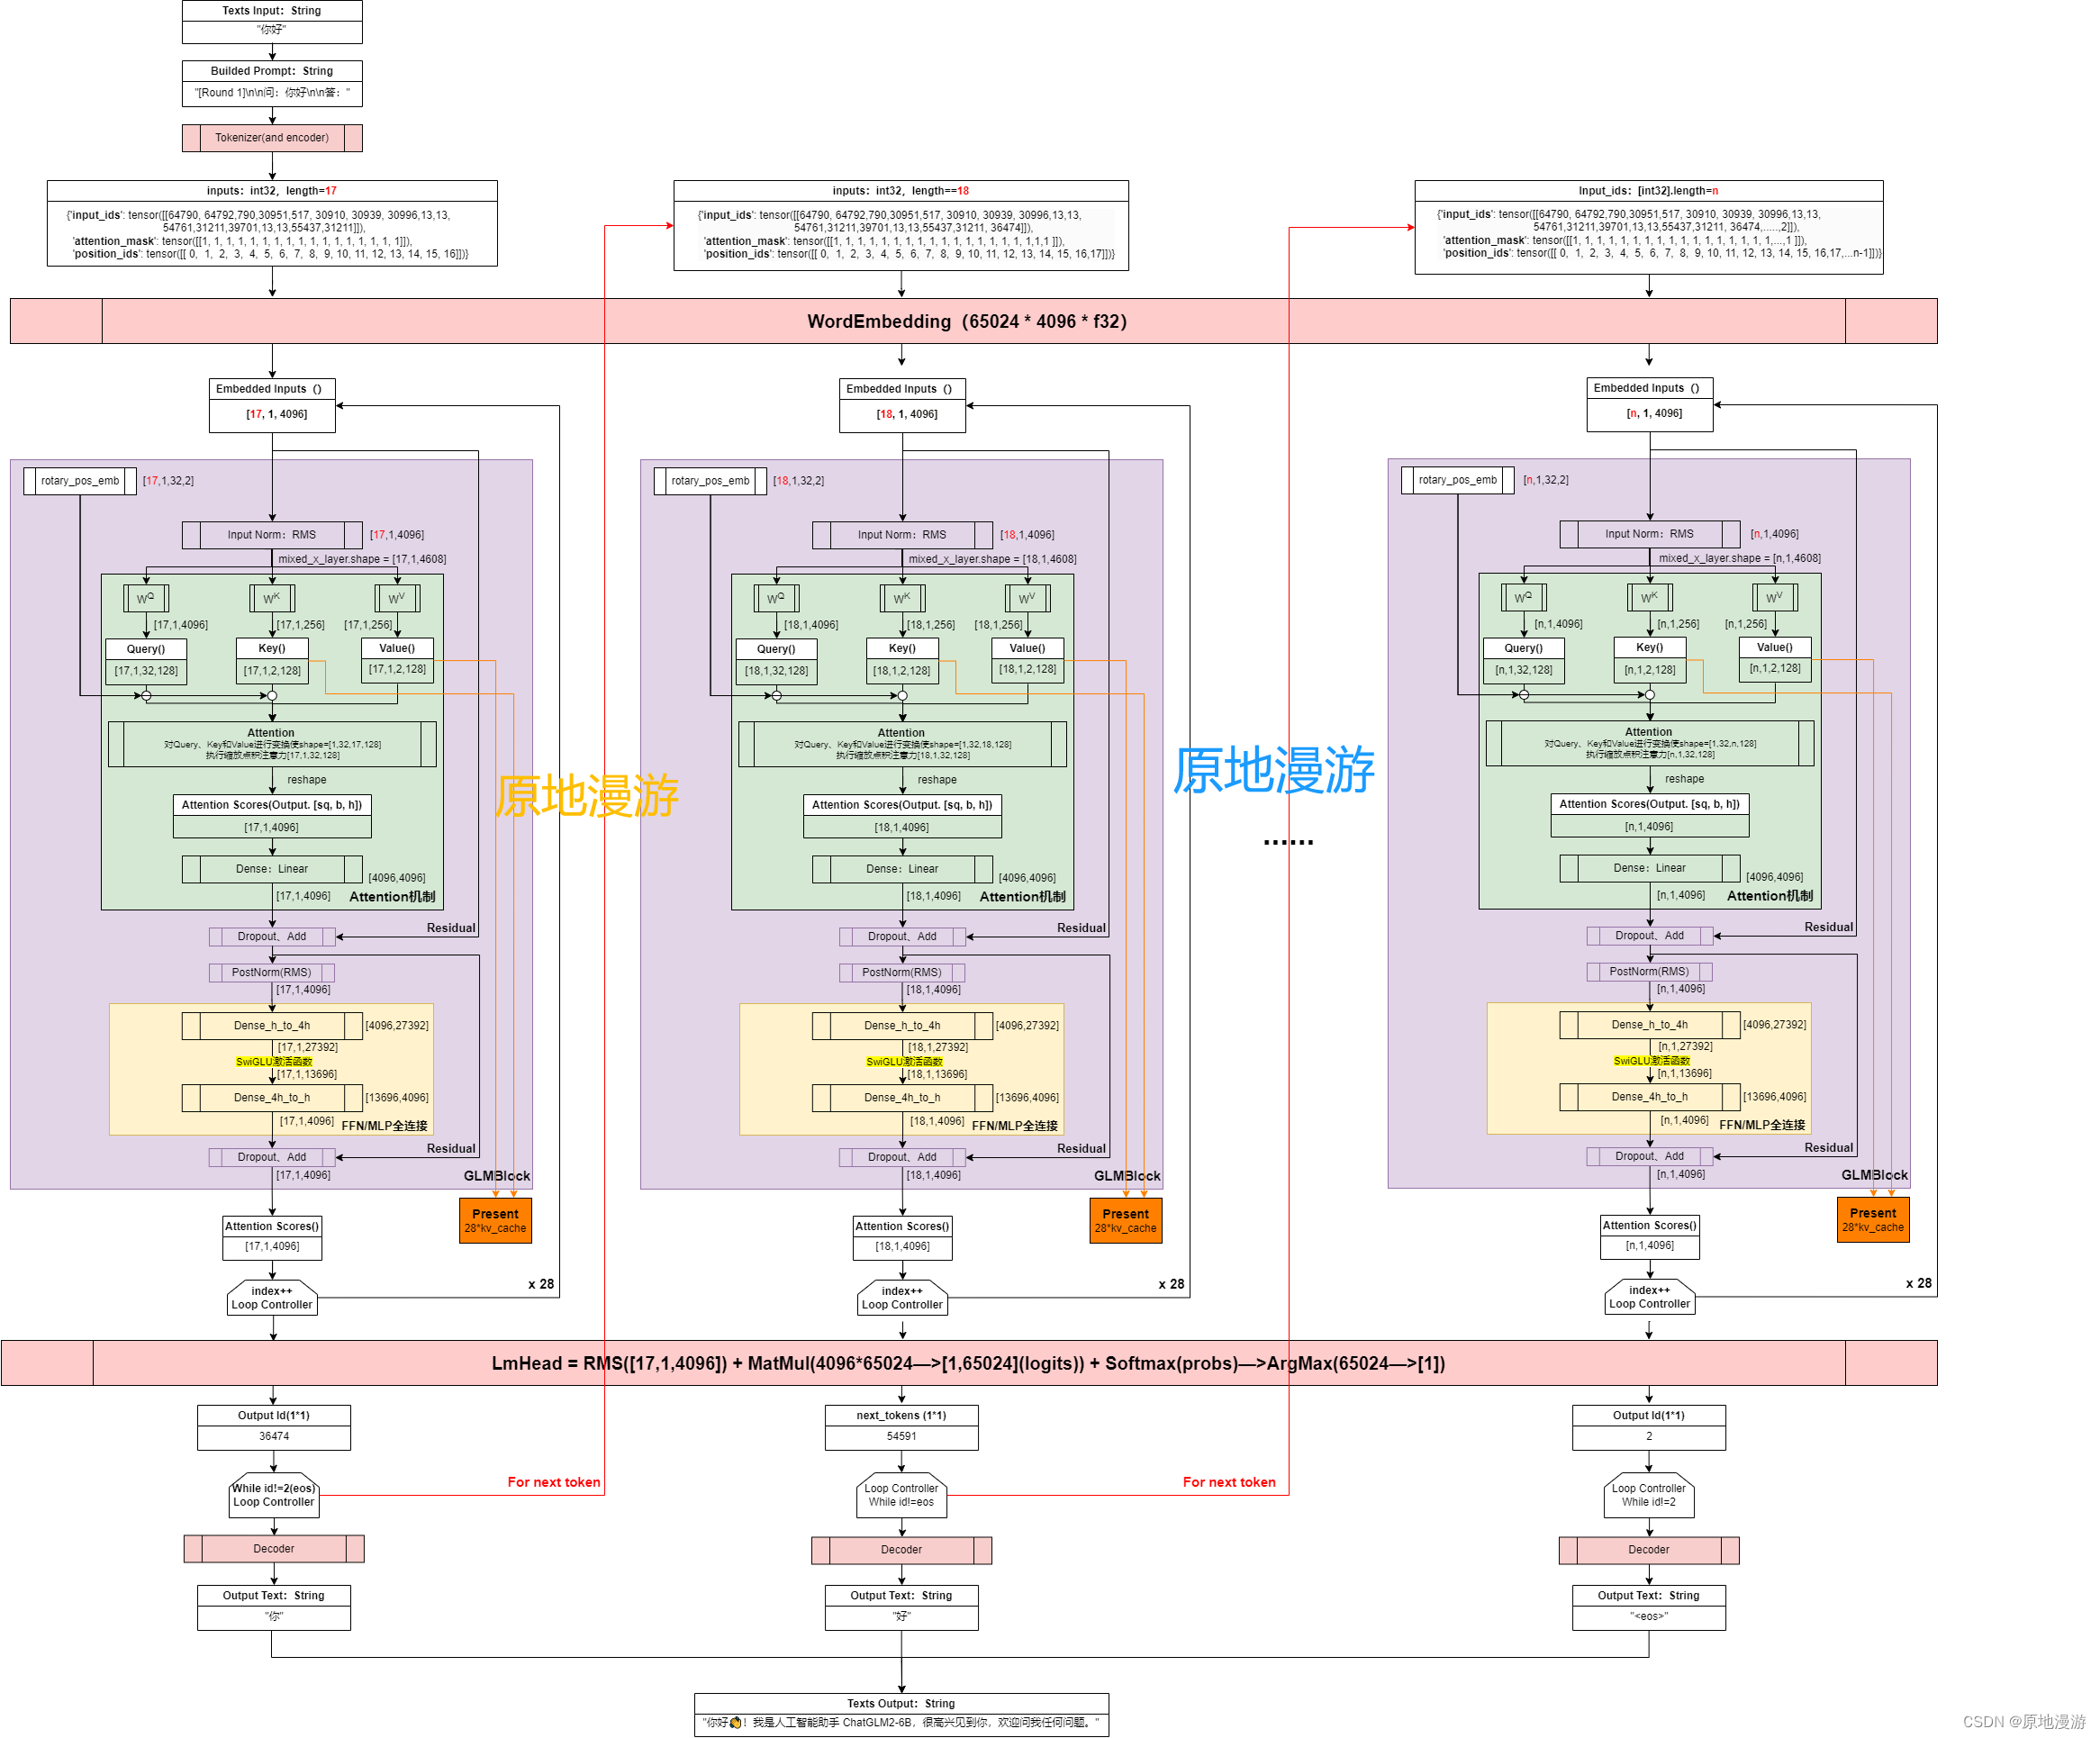 Texts Input：String
"你好"
Builded Prompt：String
"[Round 1]\n\n问：你好\n\n答："
Tokenizer(and encoder)
inputs：int32，length=17
{'input_ids': tensor([[64790, 64792,790,30951,517, 30910, 30939, 30996,13,13,
54761,31211,39701,13,13,55437,31211]]),
'attention_mask': tensor([[1, 1, 1, 1, 1, 1, 1, 1, 1, 1, 1, 1, 1, 1, 1, 1, 1]]),
'position_ids': tensor([[ 0, 1, 2, 3, 4, 5, 6, 7, 8, 9, 10, 11, 12, 13, 14, 15, 16]])}
inputs：int32，length==18
{'input_ids': tensor([[64790, 64792,790,30951,517, 30910, 30939, 30996,13,13,
54761,31211,39701,13,13,55437,31211, 36474]]),
'attention_mask': tensor([[1, 1, 1, 1, 1, 1, 1, 1, 1, 1, 1, 1, 1, 1, 1, 1,1,1 ]]),
'position_ids': tensor([[ 0, 1, 2, 3, 4, 5, 6, 7, 8, 9, 10, 11, 12, 13, 14, 15, 16,17]])}
Input_ids：[int32].length=n
{'input_ids': tensor([[64790, 64792,790,30951,517, 30910, 30939, 30996,13,13,
54761,31211,39701,13,13,55437,31211, 36474,.....,2]]),
'attention_mask': tensor([[1, 1, 1, 1, 1, 1, 1, 1, 1, 1, 1, 1, 1, 1, 1, 1, 1,...,1 ]]),
'position_ids': tensor([[ 0, 1, 2, 3, 4, 5, 6, 7, 8, 9, 10, 11, 12, 13, 14, 15, 16,17,...n-1]])}
WordEmbedding（65024 * 4096 * f32）
Embedded Inputs（）
[17, 1, 4096]
rotary_pos_emb
[17,1,32,2]
Input Norm：RMS
[17,1,4096]
mixed_x_layer.shape = [17,1,4608]
W^Q
W^K
W^V
[17,1,4096]
[17,1,256]
[17,1,256]
Query()
Key()
Value()
[17,1,32,128]
[17,1,2,128]
[17,1,2,128]
Attention
对Query、Key和Value进行变换使shape=[1,32,17,128]
执行缩放点积注意力[17,1,32,128]
reshape
Attention Scores(Output. [sq, b, h])
[17,1,4096]
Dense：Linear
[4096,4096]
[17,1,4096]
Attention机制
Residual
Dropout、Add
PostNorm(RMS)
[17,1,4096]
Dense_h_to_4h
[4096,27392]
[17,1,27392]
SwiGLU激活函数
[17,1,13696]
Dense_4h_to_h
[13696,4096]
[17,1,4096]
FFN/MLP全连接
Residual
Dropout、Add
[17,1,4096]
GLMBlock
Present
28*kv_cache
Attention Scores()
[17,1,4096]
x 28
index++
Loop Controller
原地漫游
Embedded Inputs（）
[18, 1, 4096]
rotary_pos_emb
[18,1,32,2]
Input Norm：RMS
[18,1,4096]
mixed_x_layer.shape = [18,1,4608]
W^Q
W^K
W^V
[18,1,4096]
[18,1,256]
[18,1,256]
Query()
Key()
Value()
[18,1,32,128]
[18,1,2,128]
[18,1,2,128]
Attention
对Query、Key和Value进行变换使shape=[1,32,18,128]
执行缩放点积注意力[18,1,32,128]
reshape
Attention Scores(Output. [sq, b, h])
[18,1,4096]
Dense：Linear
[4096,4096]
[18,1,4096]
Attention机制
Residual
Dropout、Add
PostNorm(RMS)
[18,1,4096]
Dense_h_to_4h
[4096,27392]
[18,1,27392]
SwiGLU激活函数
[18,1,13696]
Dense_4h_to_h
[13696,4096]
[18,1,4096]
FFN/MLP全连接
Residual
Dropout、Add
[18,1,4096]
GLMBlock
Present
28*kv_cache
Attention Scores()
[18,1,4096]
x 28
index++
Loop Controller
原地漫游
......
Embedded Inputs（）
[n, 1, 4096]
rotary_pos_emb
[n,1,32,2]
Input Norm：RMS
[n,1,4096]
mixed_x_layer.shape = [n,1,4608]
W^Q
W^K
W^V
[n,1,4096]
[n,1,256]
[n,1,256]
Query()
Key()
Value()
[n,1,32,128]
[n,1,2,128]
[n,1,2,128]
Attention
对Query、Key和Value进行变换使shape=[1,32,n,128]
执行缩放点积注意力[n,1,32,128]
reshape
Attention Scores(Output. [sq, b, h])
[n,1,4096]
Dense：Linear
[4096,4096]
[n,1,4096]
Attention机制
Residual
Dropout、Add
PostNorm(RMS)
[n,1,4096]
Dense_h_to_4h
[4096,27392]
[n,1,27392]
SwiGLU激活函数
[n,1,13696]
Dense_4h_to_h
[13696,4096]
[n,1,4096]
FFN/MLP全连接
Residual
Dropout、Add
[n,1,4096]
GLMBlock
Present
28*kv_cache
Attention Scores()
[n,1,4096]
x 28
index++
Loop Controller
LmHead = RMS([17,1,4096]) + MatMul(4096*65024—>[1,65024](logits)) + Softmax(probs)—>ArgMax(65024—>[1])
Output Id(1*1)
36474
While id!=2(eos)
Loop Controller
For next token
Decoder
Output Text：String
"你"
next_tokens (1*1)
54591
Loop Controller
While id!=eos
For next token
Decoder
Output Text：String
"好"
Output Id(1*1)
2
Loop Controller
While id!=2
Decoder
Output Text：String
"<eos>"
Texts Output：String
"你好👋！我是人工智能助手 ChatGLM2-6B，很高兴见到你，欢迎问我任何问题。"
CSDN @原地漫游